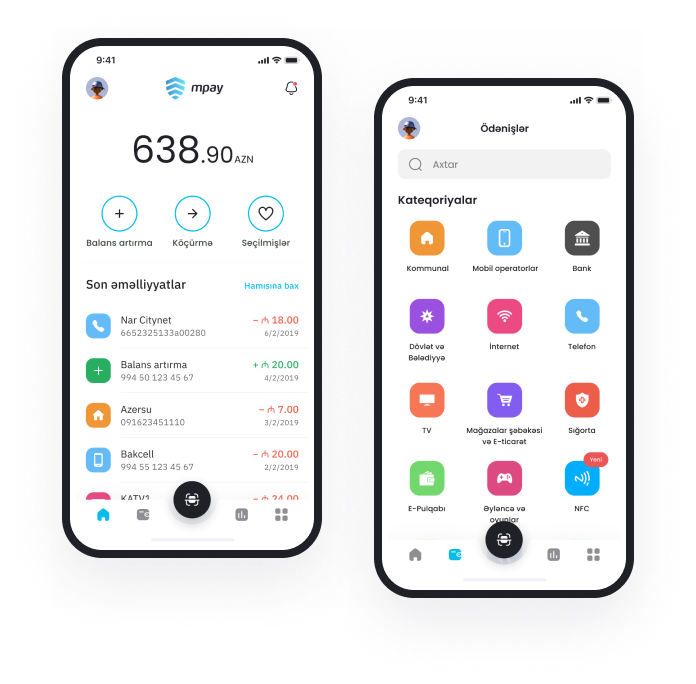 9:41
mpay
638.90 AZN
Balans artırma
Köçürmə
Seçilmişlər
Son əməlliyyatlar
Hamısına bax
Nar Citynet
− ₼ 18.00
6652325133a00280
6/2/2019
Balans artırma
+ ₼ 20.00
994 50 123 45 67
4/2/2019
Azersu
− ₼ 7.00
091623451110
3/2/2019
Bakcell
− ₼ 20.00
994 55 123 45 67
2/2/2019
KATV1
− ₼ 24.00
9:41
Ödənişlər
Axtar
Kateqoriyalar
Kommunal
Mobil operatorlar
Bank
Dövlət və
Bələdiyyə
İnternet
Telefon
TV
Mağazalar şəbəkəsi
və E-ticarət
Sığorta
E-Pulqabı
Əyləncə və
oyunlar
Yeni
NFC